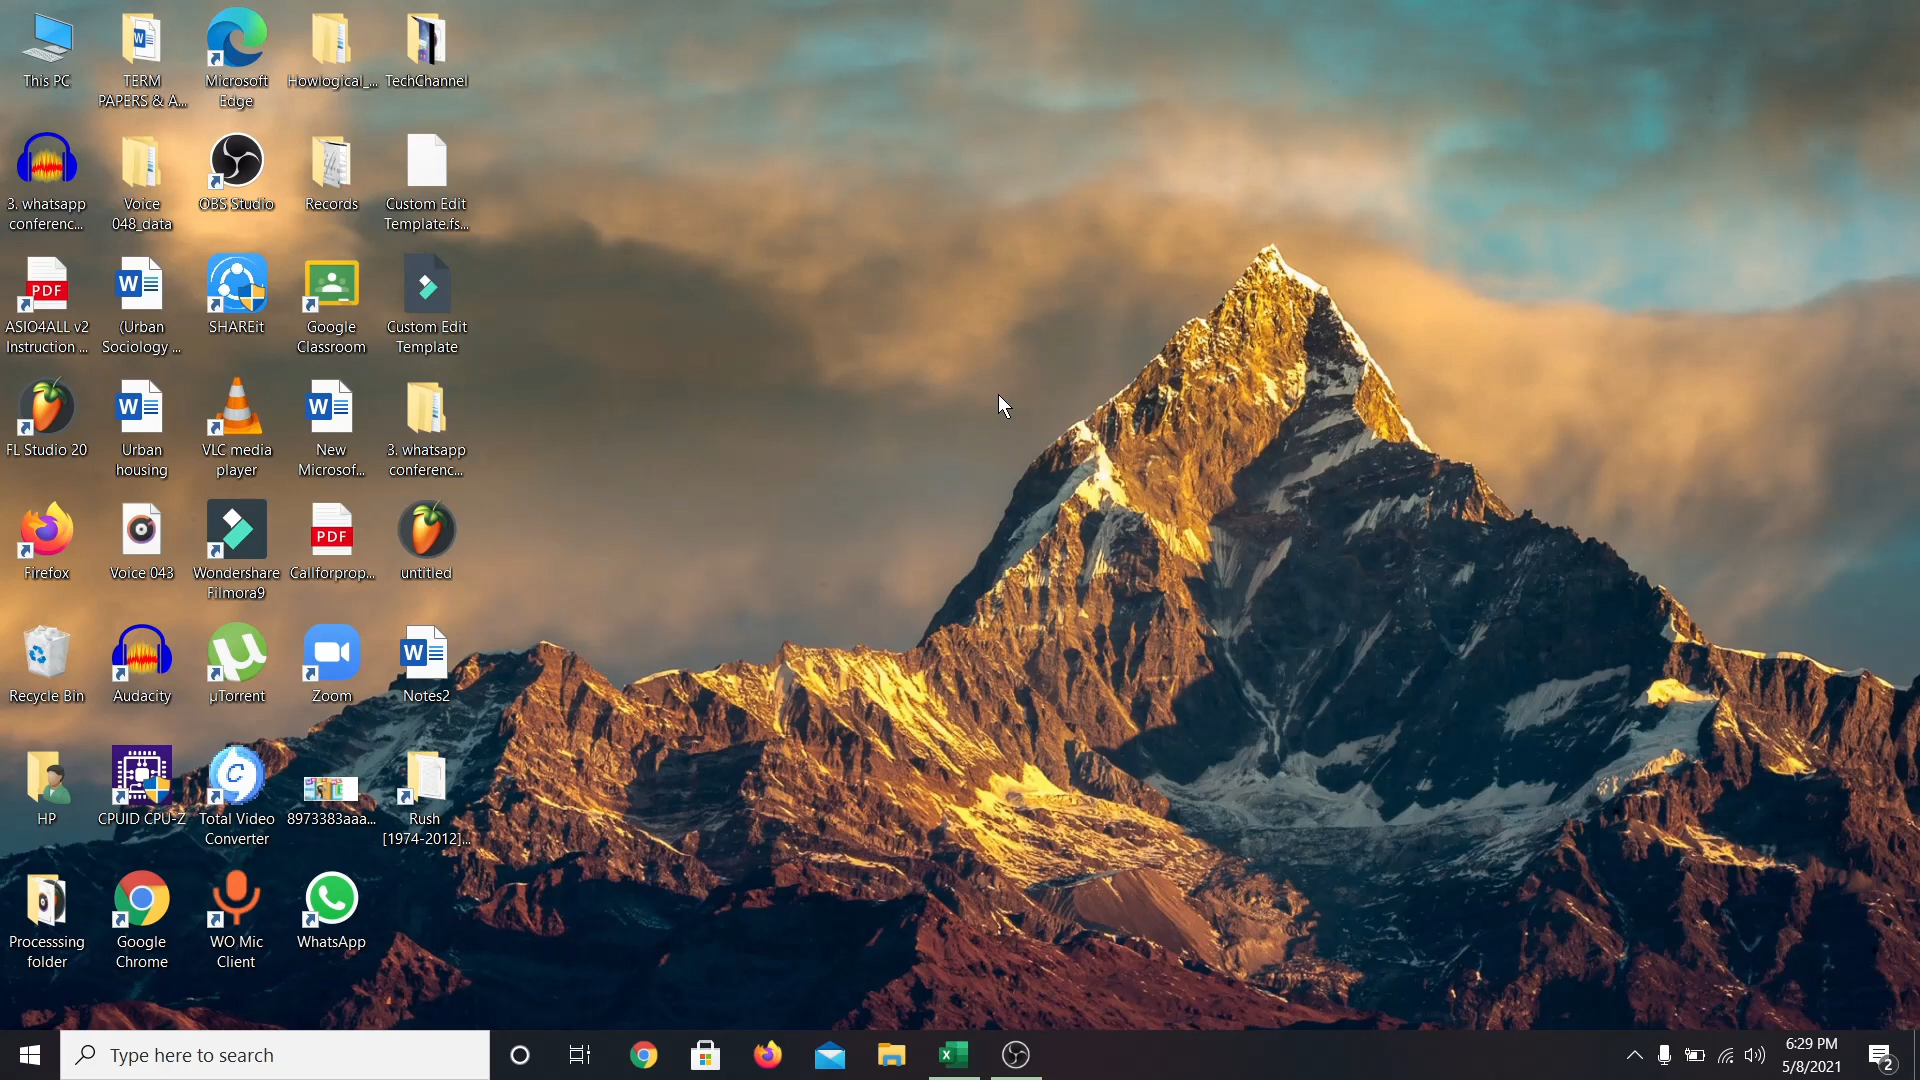 This PC
TERM
PAPERS & A...
Microsoft
Edge
Howlogical_...
TechChannel
3. whatsapp
conferenc...
Voice
048_data
OBS Studio
Records
Custom Edit
Template.fs...
PDF
ASIO4ALL v2
Instruction ...
W
(Urban
Sociology ...
SHAREit
Google
Classroom
Custom Edit
Template
FL Studio 20
W
Urban
housing
VLC media
player
W
New
Microsof...
3. whatsapp
conferenc...
Firefox
Voice 043
Wondershare
Filmora9
PDF
Callforprop...
untitled
Recycle Bin
Audacity
µTorrent
Zoom
W
Notes2
HP
CPUID CPU-Z
Total Video
Converter
8973383aaa...
Rush
[1974-2012]...
Processsing
folder
Google
Chrome
WO Mic
Client
WhatsApp
Type here to search
6:29 PM
5/8/2021
2